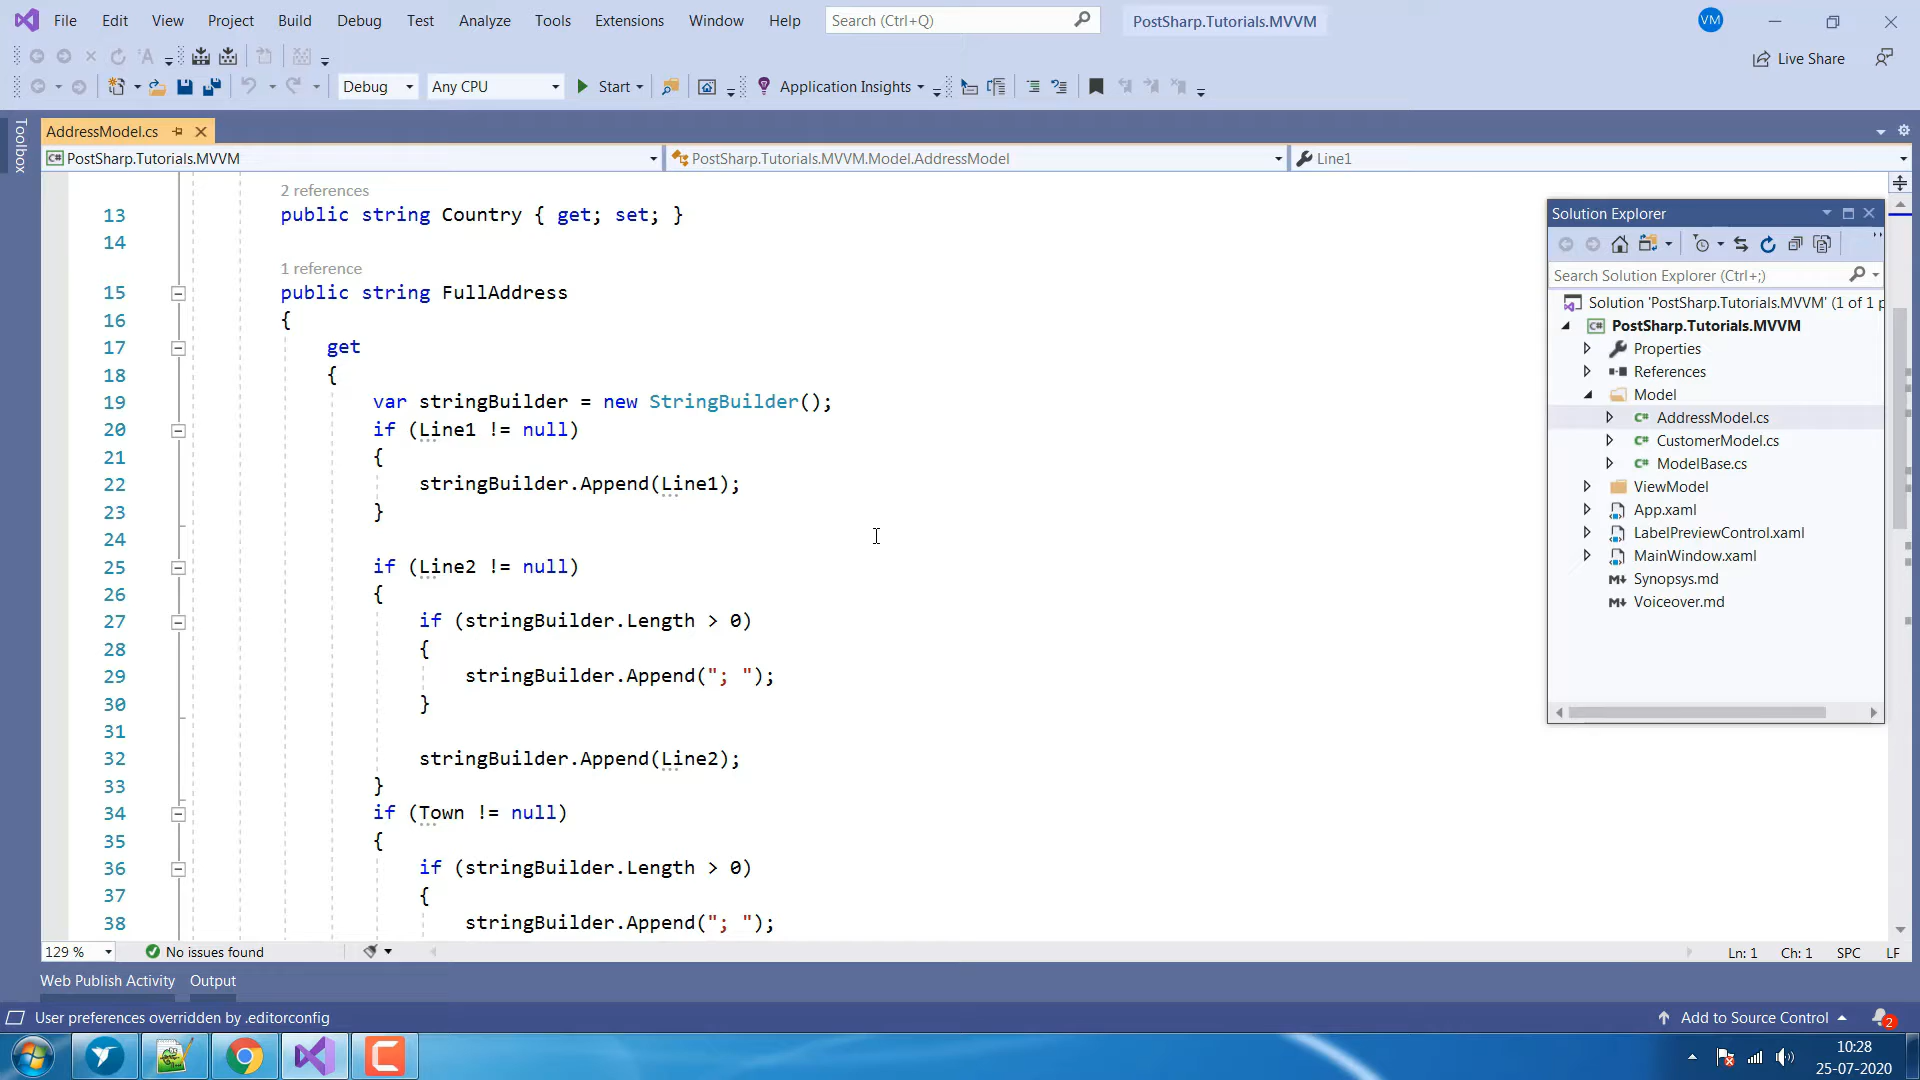 File Edit View Project Build Debug Test Analyze Tools Extensions Window Help Search (Ctrl+Q) PostSharp.Tutorials.MVVM VM
Live Share
Debug Any CPU Start Application Insights
Toolbox
AddressModel.cs
PostSharp.Tutorials.MVVM PostSharp.Tutorials.MVVM.Model.AddressModel Line1
2 references
13 public string Country { get; set; }
14
1 reference
15 public string FullAddress
16 {
17 get
18 {
19 var stringBuilder = new StringBuilder();
20 if (Line1 != null)
21 {
22 stringBuilder.Append(Line1);
23 }
24
25 if (Line2 != null)
26 {
27 if (stringBuilder.Length > 0)
28 {
29 stringBuilder.Append("; ");
30 }
31
32 stringBuilder.Append(Line2);
33 }
34 if (Town != null)
35 {
36 if (stringBuilder.Length > 0)
37 {
38 stringBuilder.Append("; ");
Solution Explorer
Search Solution Explorer (Ctrl+;)
Solution 'PostSharp.Tutorials.MVVM' (1 of 1 p
C# PostSharp.Tutorials.MVVM
Properties
References
Model
C# AddressModel.cs
C# CustomerModel.cs
C# ModelBase.cs
ViewModel
App.xaml
LabelPreviewControl.xaml
MainWindow.xaml
Synopsys.md
Voiceover.md
129 % No issues found Ln: 1 Ch: 1 SPC LF
Web Publish Activity Output
User preferences overridden by .editorconfig Add to Source Control 2
10:28
25-07-2020